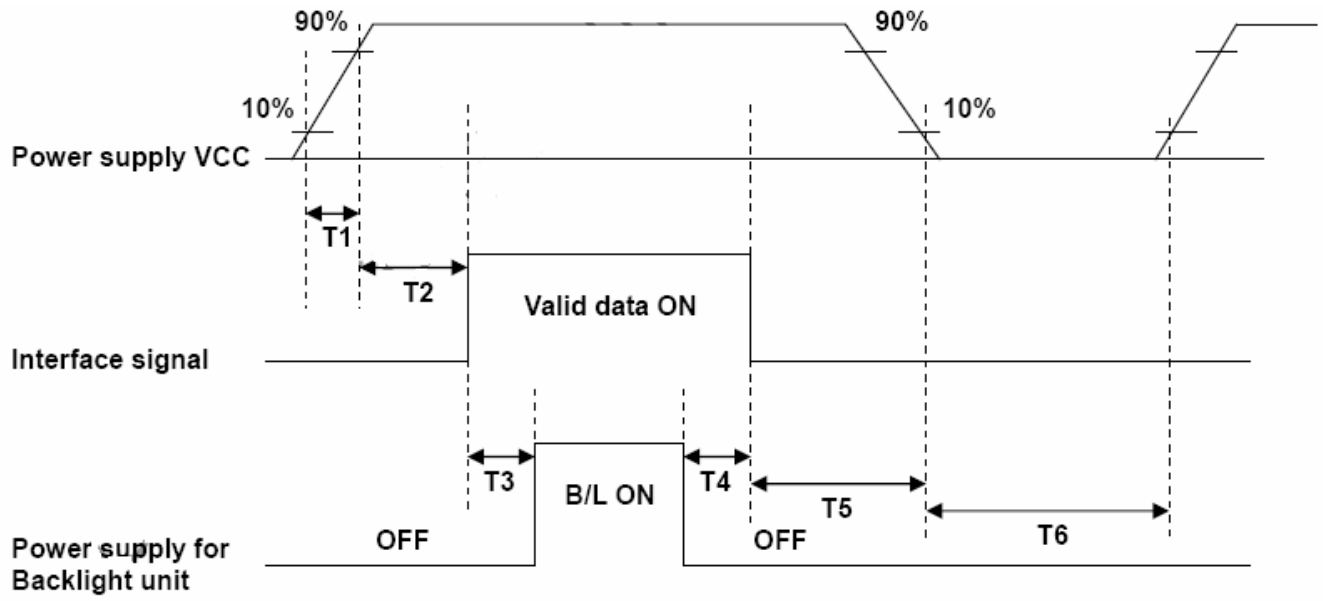 90%
90%
10%
10%
Power supply VCC
T1
T2
Valid data ON
Interface signal
T3
T4
B/L ON
T5
T6
OFF
OFF
Power supply for
Backlight unit